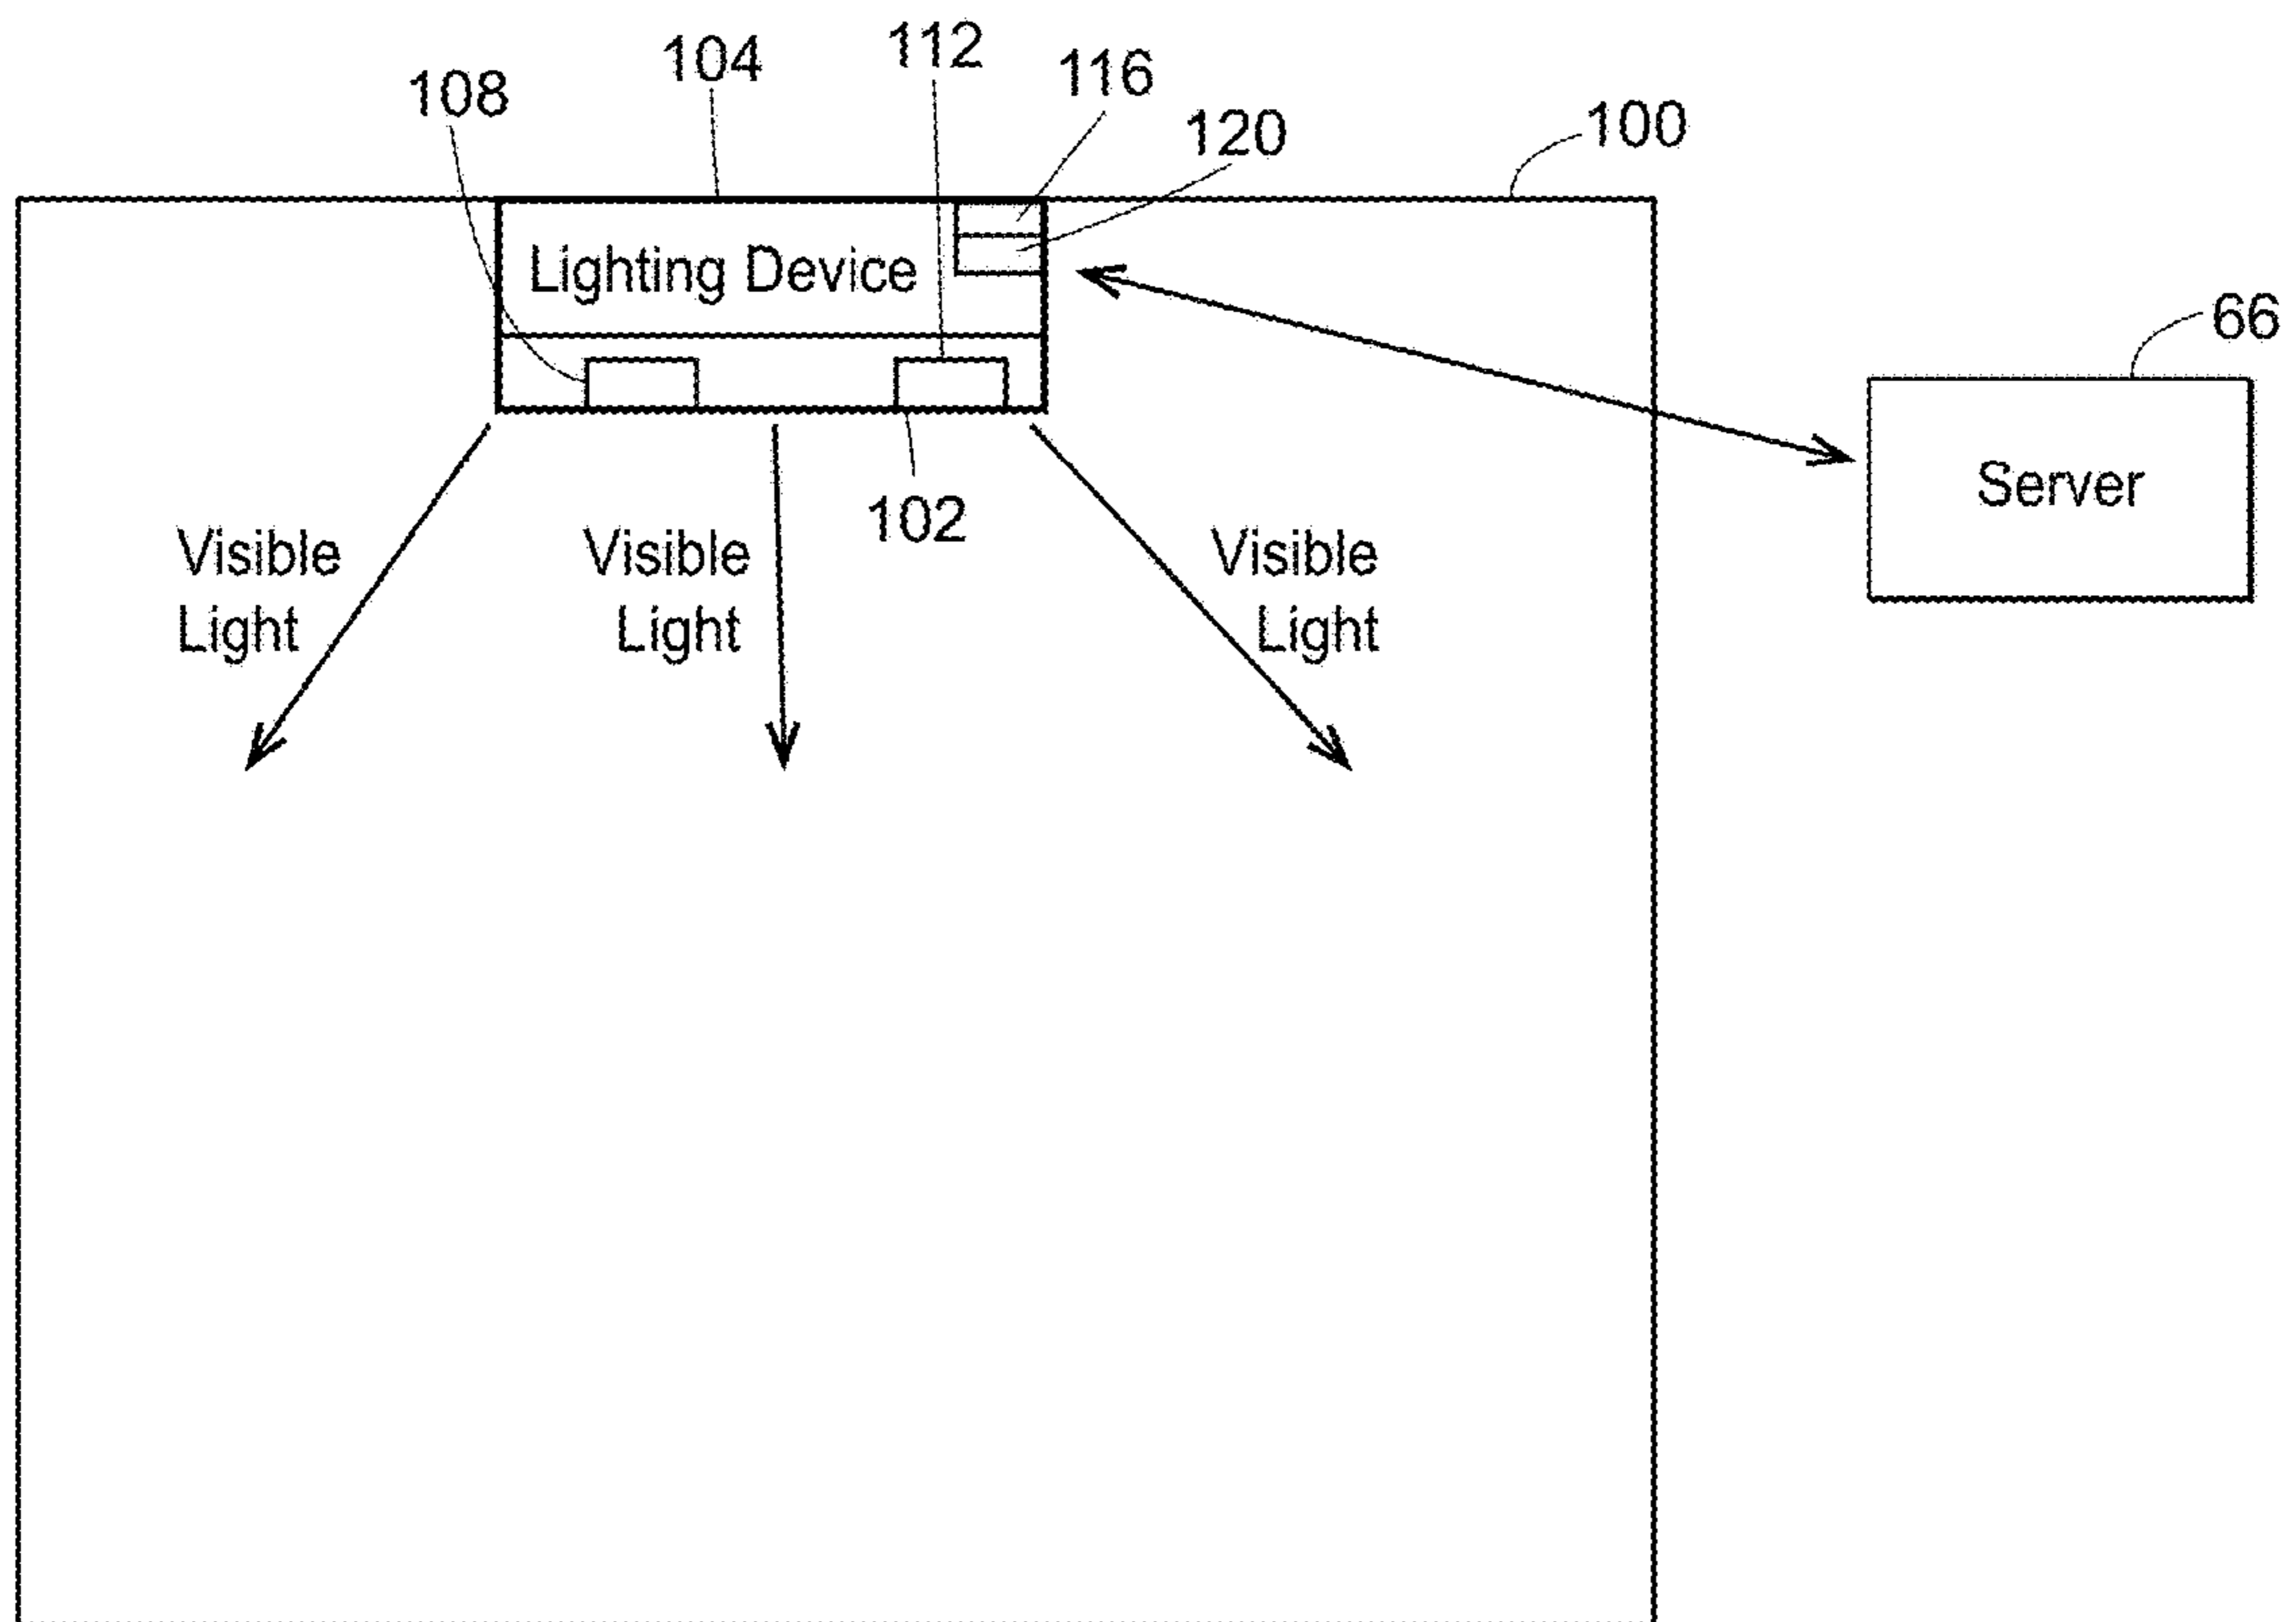 112
104
116
108
100
120
Lighting Device
66
Server
102
Visible
Light
Visible
Light
Visible
Light